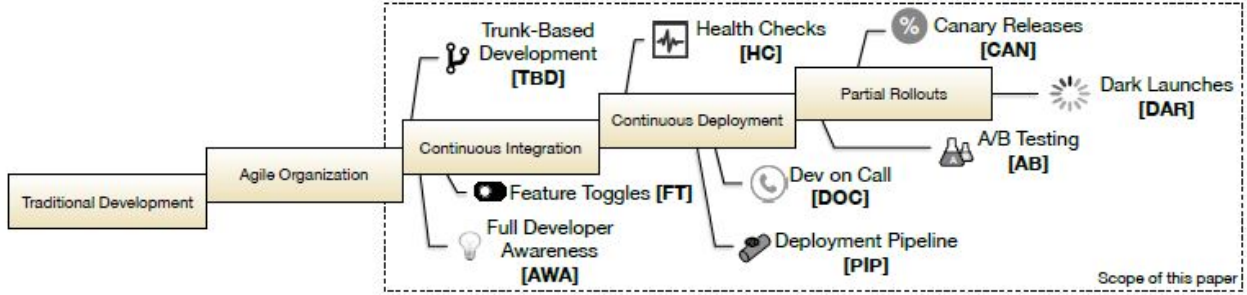 Traditional Development
Agile Organization
Continuous Integration
Trunk-Based
Development
[TBD]
Feature Toggles [FT]
Full Developer
Awareness
[AWA]
Continuous Deployment
Health Checks
[HC]
Dev on Call
[DOC]
Deployment Pipeline
[PIP]
Partial Rollouts
%
Canary Releases
[CAN]
Dark Launches
[DAR]
A
A/B Testing
[AB]
Scope of this paper